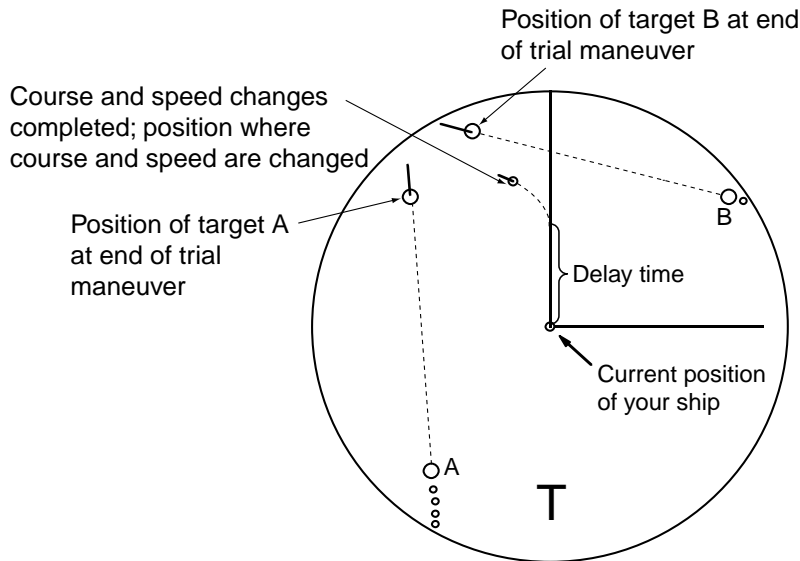 Position of target B at end
of trial maneuver
Course and speed changes
completed; position where
course and speed are changed
Position of target A
at end of trial
maneuver
B
Delay time
Current position
of your ship
A
T